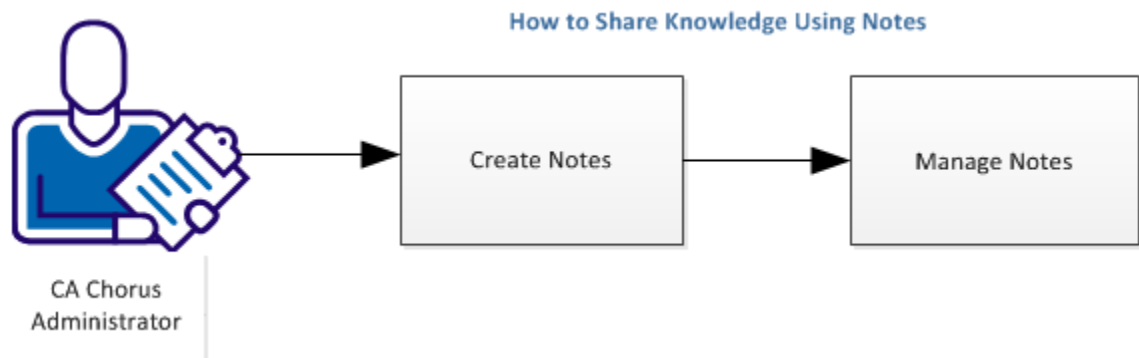 How to Share Knowledge Using Notes
Create Notes
Manage Notes
CA Chorus
Administrator